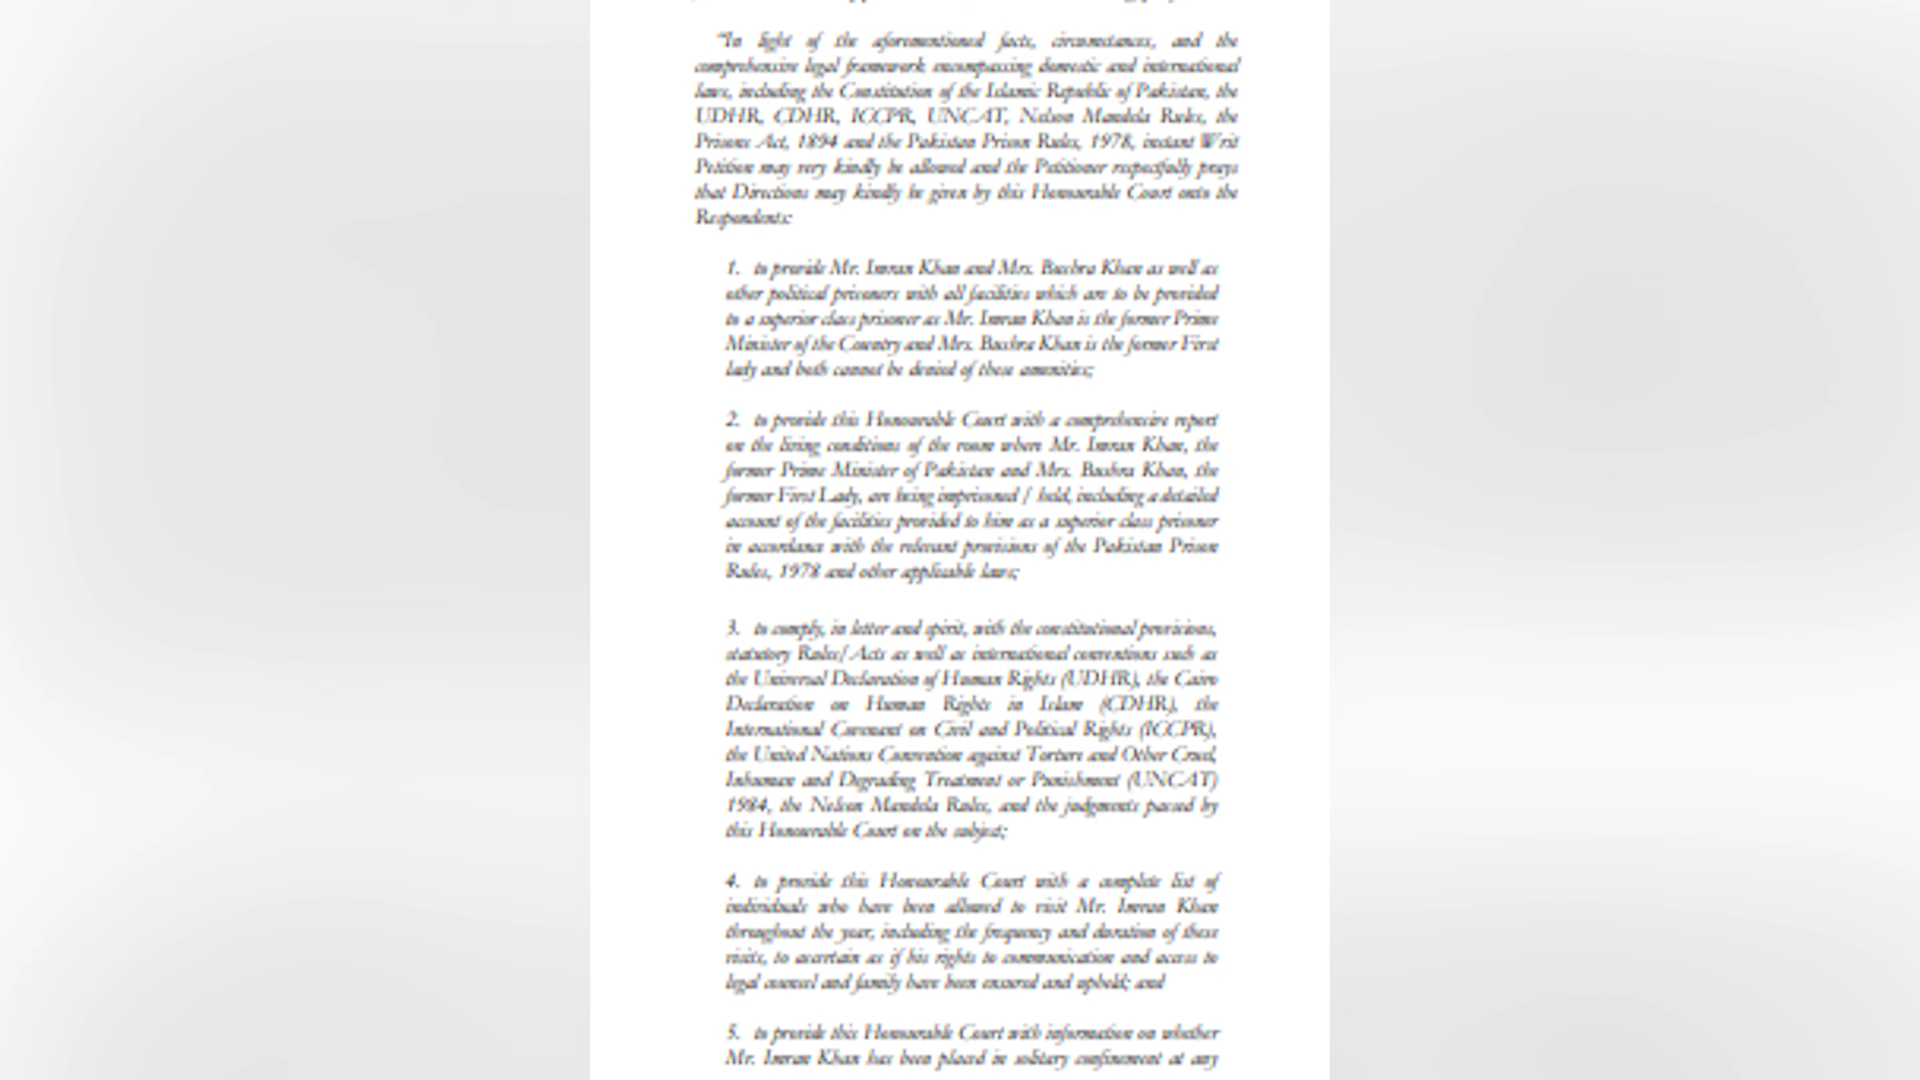 “In light of the aforementioned facts, circumstances, and the
comprehensive legal framework encompassing domestic and international
laws, including the Constitution of the Islamic Republic of Pakistan, the
UDHR, CDHR, ICCPR, UNCAT, Nelson Mandela Rules, the
Prisons Act, 1894 and the Pakistan Prison Rules, 1978, instant Writ
Petition may very kindly be allowed and the Petitioner respectfully prays
that Directions may kindly be given by this Honourable Court onto the
Respondents:
1. to provide Mr. Imran Khan and Mrs. Bushra Khan as well as
other political prisoners with all facilities which are to be provided
to a superior class prisoner as Mr. Imran Khan is the former Prime
Minister of the Country and Mrs. Bushra Khan is the former First
lady and both cannot be denied of these amenities;
2. to provide this Honourable Court with a comprehensive report
on the living conditions of the room where Mr. Imran Khan, the
former Prime Minister of Pakistan and Mrs. Bushra Khan, the
former First Lady, are being imprisoned / held, including a detailed
account of the facilities provided to him as a superior class prisoner
in accordance with the relevant provisions of the Pakistan Prison
Rules, 1978 and other applicable laws;
3. to comply, in letter and spirit, with the constitutional provisions,
statutory Rules/Acts as well as international conventions such as
the Universal Declaration of Human Rights (UDHR), the Cairo
Declaration on Human Rights in Islam (CDHR), the
International Covenant on Civil and Political Rights (ICCPR),
the United Nations Convention against Torture and Other Cruel,
Inhuman and Degrading Treatment or Punishment (UNCAT)
1984, the Nelson Mandela Rules, and the judgments passed by
this Honourable Court on the subject;
4. to provide this Honourable Court with a complete list of
individuals who have been allowed to visit Mr. Imran Khan
throughout the year, including the frequency and duration of these
visits, to ascertain as if his rights to communication and access to
legal counsel and family have been ensured and upheld; and
5. to provide this Honourable Court with information on whether
Mr. Imran Khan has been placed in solitary confinement at any